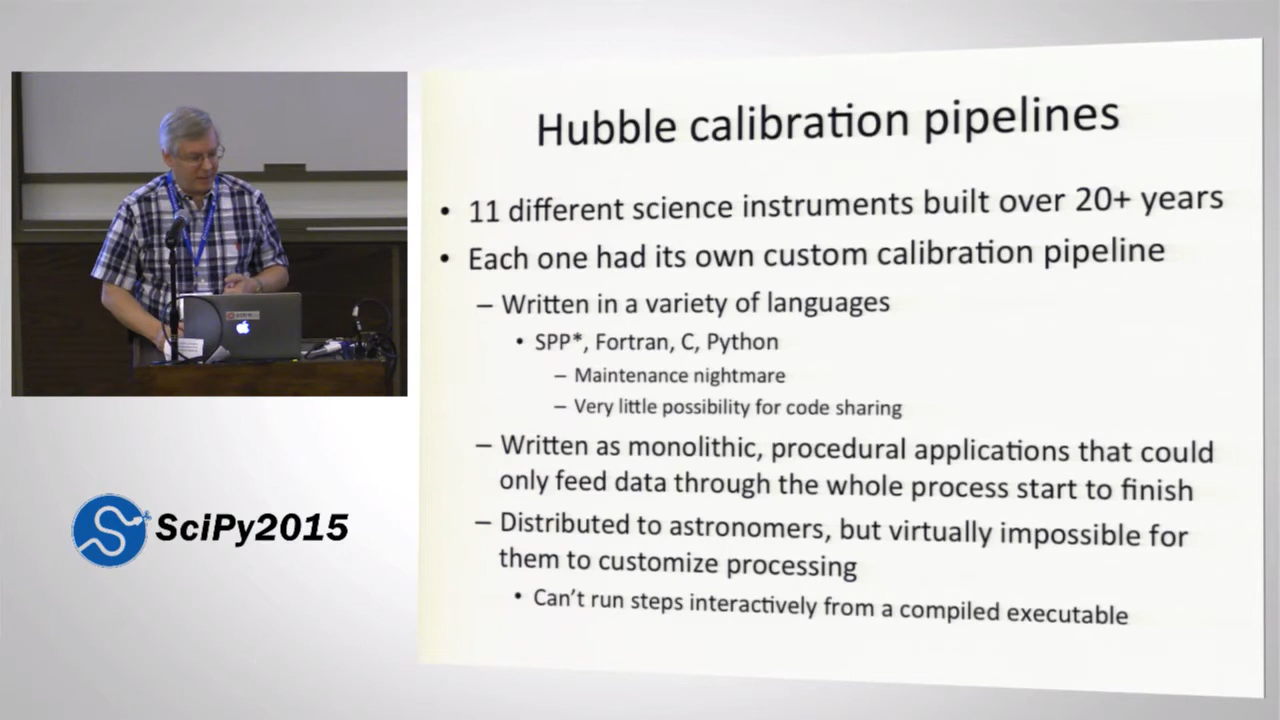 Hubble calibration pipelines
• 11 different science instruments built over 20+ years
• Each one had its own custom calibration pipeline
– Written in a variety of languages
• SPP*, Fortran, C, Python
– Maintenance nightmare
– Very little possibility for code sharing
– Written as monolithic, procedural applications that could
only feed data through the whole process start to finish
– Distributed to astronomers, but virtually impossible for
them to customize processing
• Can't run steps interactively from a compiled executable
SciPy2015